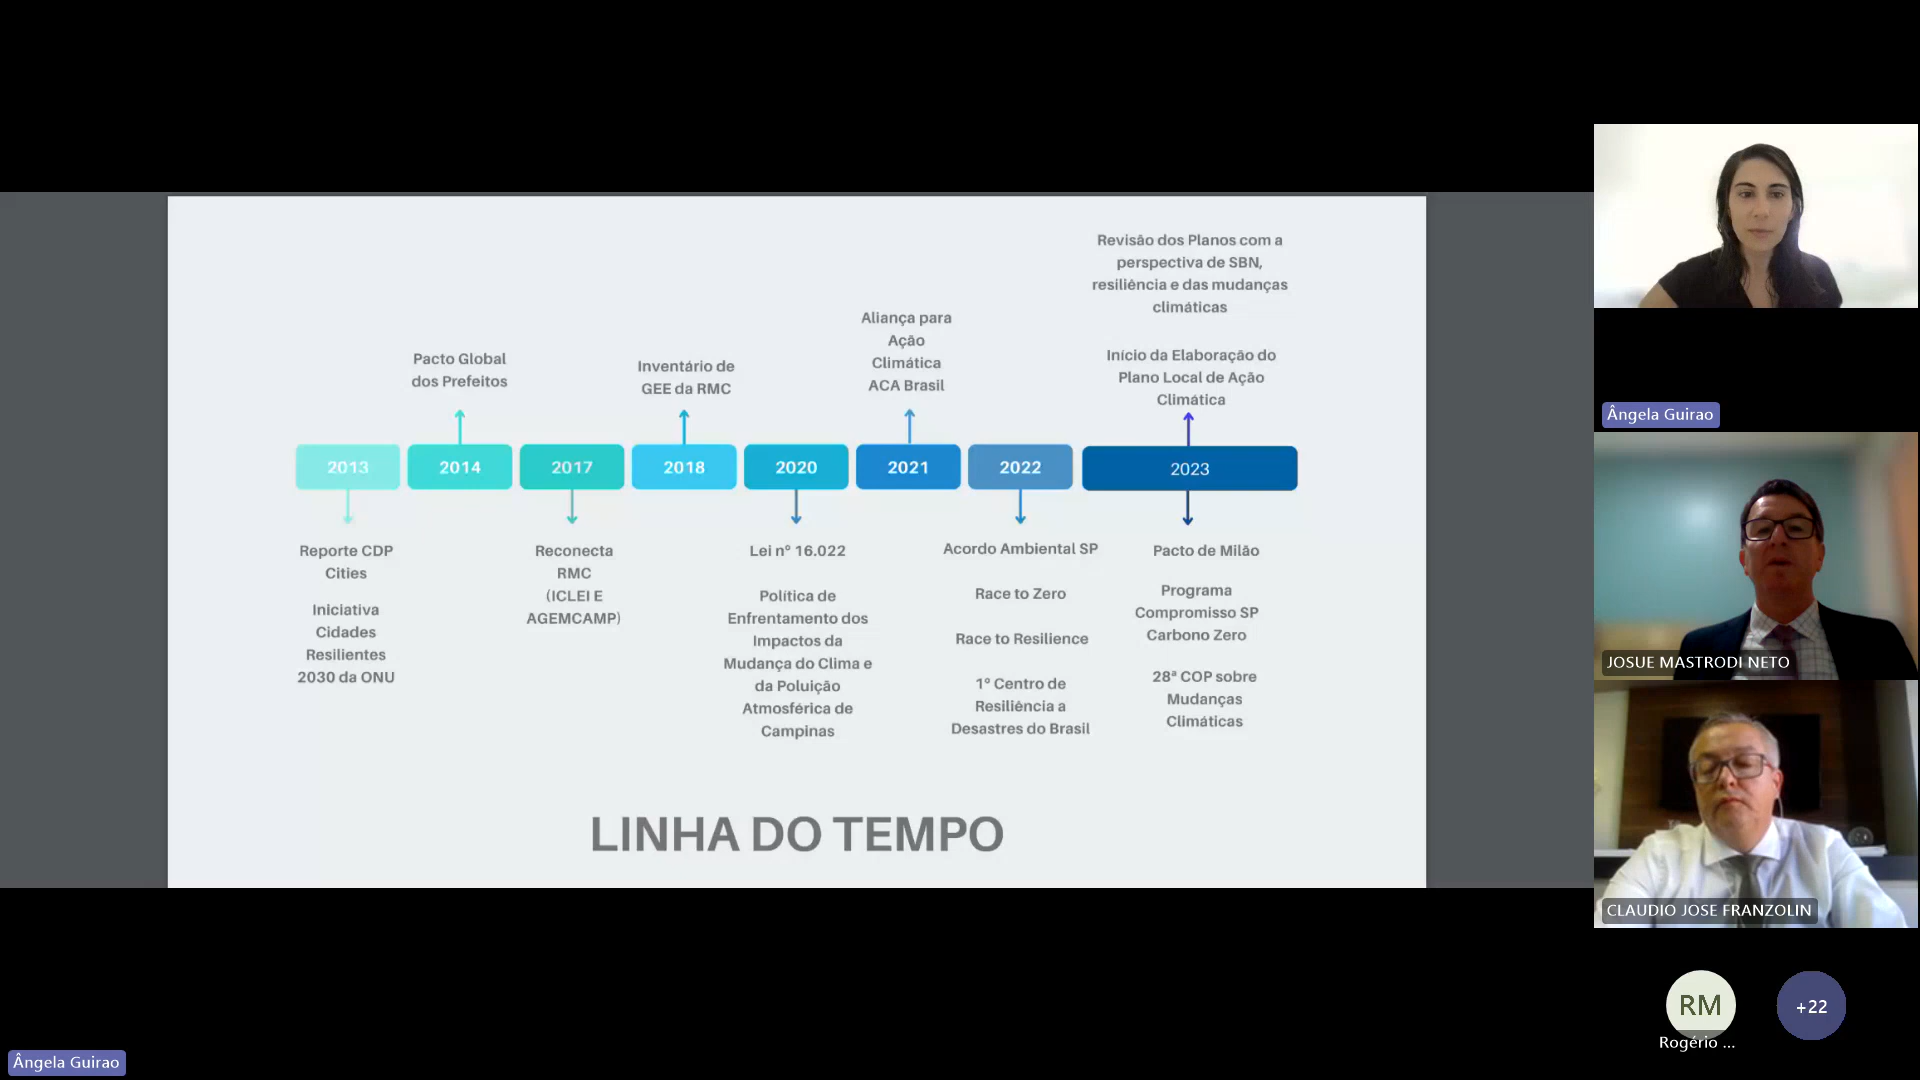 Revisão dos Planos com a
perspectiva de SBN,
resiliência e das mudanças
climáticas
Início da Elaboração do
Plano Local de Ação
Climática
Aliança para
Ação
Climática
ACA Brasil
Pacto Global
dos Prefeitos
Inventário de
GEE da RMC
2013
2014
2017
2018
2020
2021
2022
2023
Reporte CDP
Cities
Iniciativa
Cidades
Resilientes
2030 da ONU
Reconecta
RMC
(ICLEI E
AGEMCAMP)
Lei n° 16.022
Política de
Enfrentamento dos
Impactos da
Mudança do Clima e
da Poluição
Atmosférica de
Campinas
Acordo Ambiental SP
Race to Zero
Race to Resilience
1° Centro de
Resiliência a
Desastres do Brasil
Pacto de Milão
Programa
Compromisso SP
Carbono Zero
28ª COP sobre
Mudanças
Climáticas
LINHA DO TEMPO
Ângela Guirao
JOSUE MASTRODI NETO
CLAUDIO JOSE FRANZOLIN
RM
Rogério ...
+22
Ângela Guirao